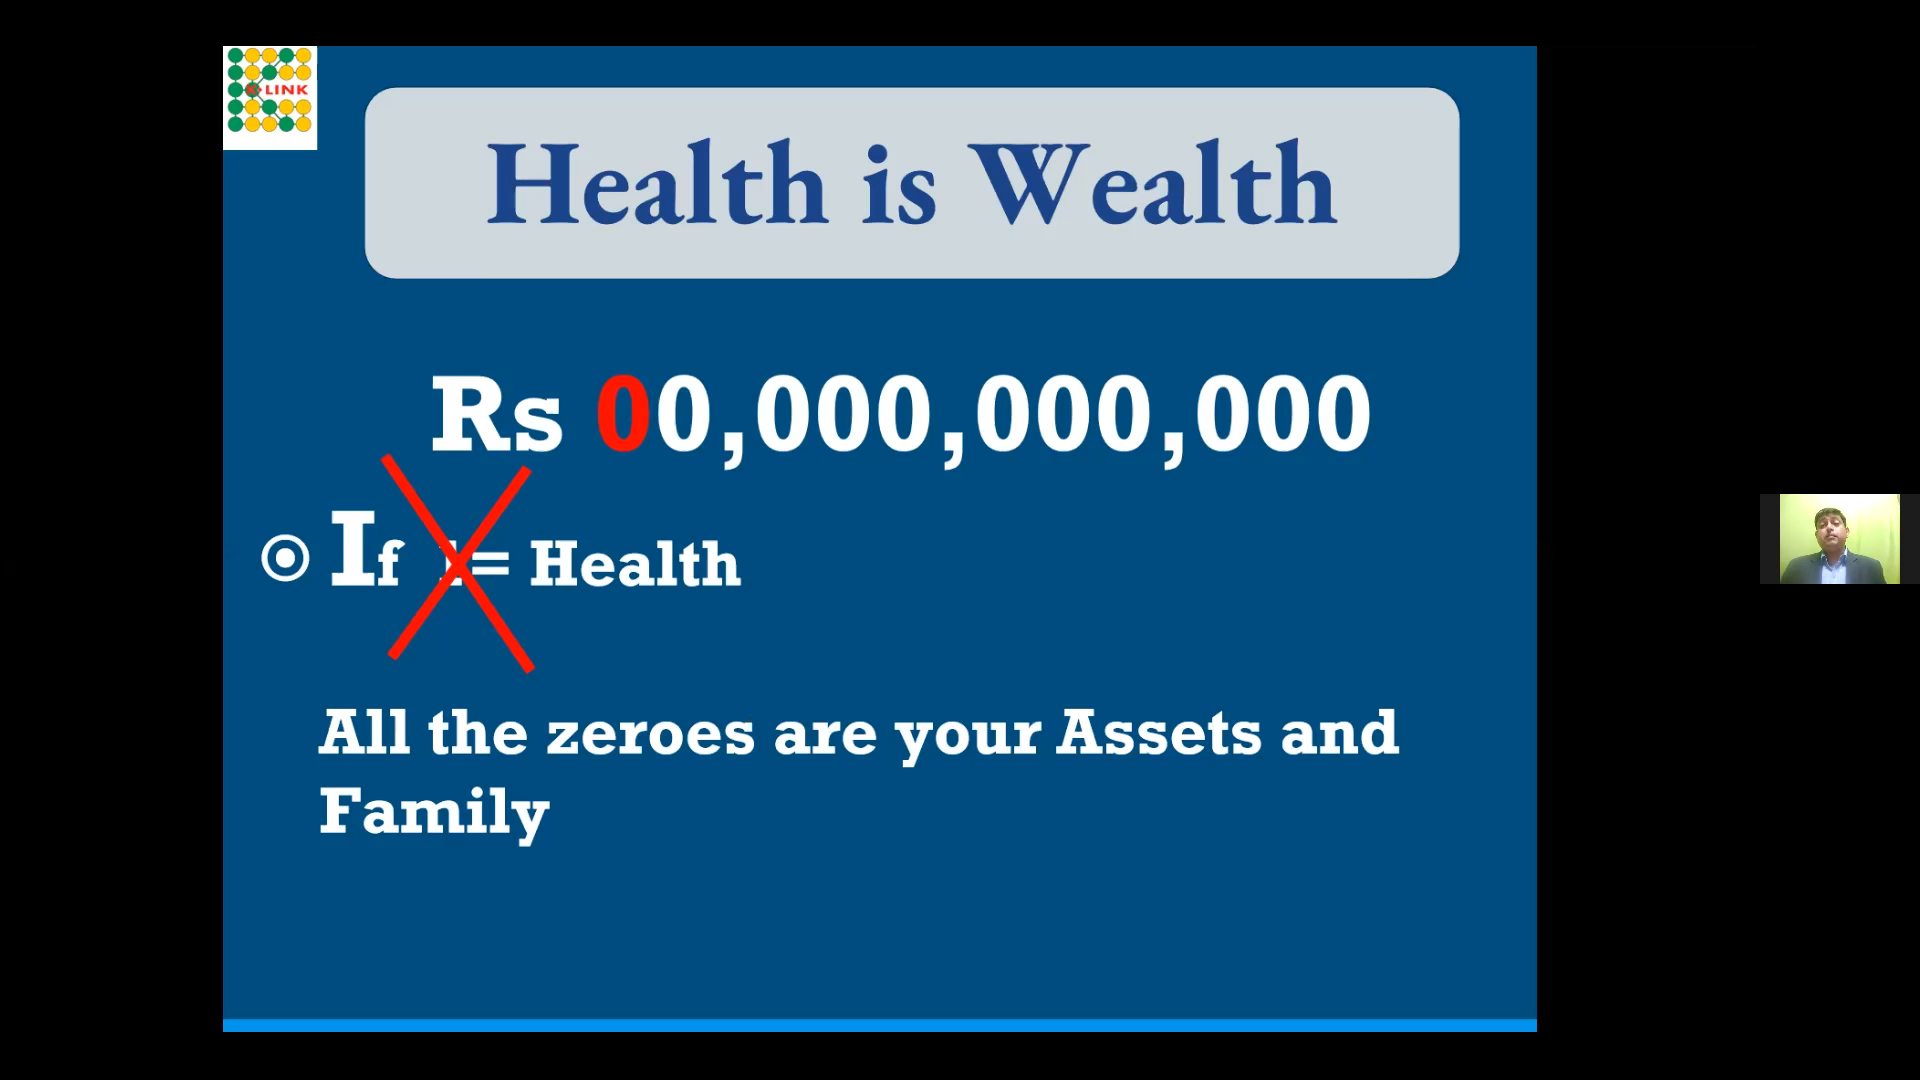 K-LINK
Health is Wealth
Rs 00,000,000,000
If 1= Health
All the zeroes are your Assets and
Family